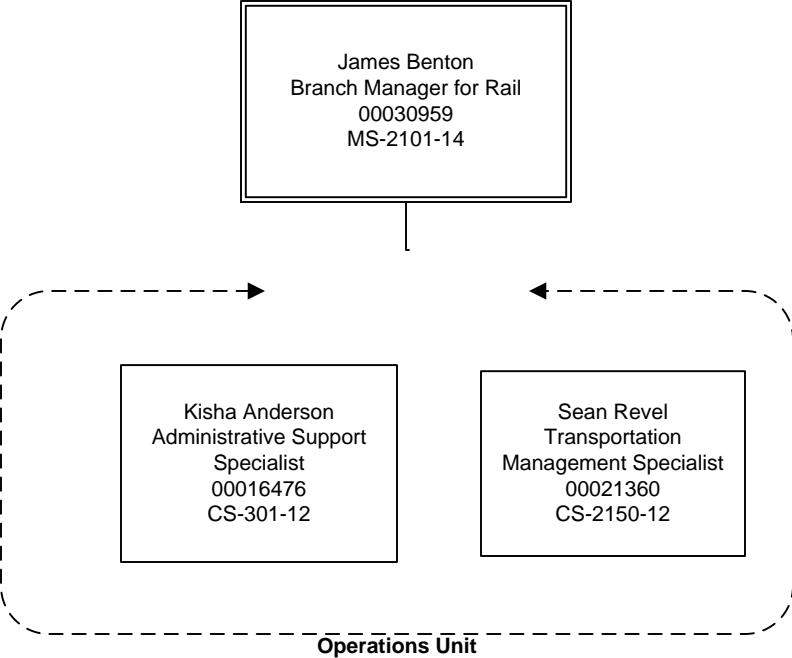 James Benton
Branch Manager for Rail
00030959
MS-2101-14
Kisha Anderson
Administrative Support
Specialist
00016476
CS-301-12
Sean Revel
Transportation
Management Specialist
00021360
CS-2150-12
Operations Unit